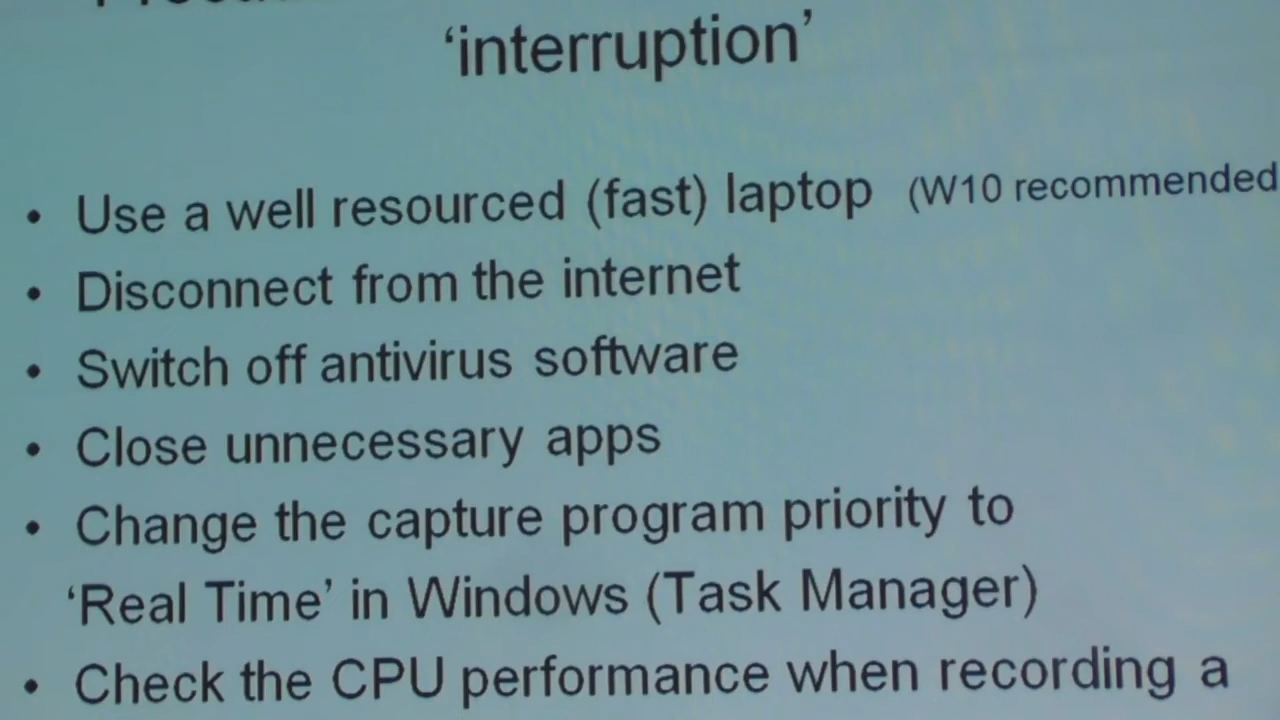 ‘interruption’
• Use a well resourced (fast) laptop (W10 recommended
• Disconnect from the internet
• Switch off antivirus software
• Close unnecessary apps
• Change the capture program priority to
‘Real Time’ in Windows (Task Manager)
• Check the CPU performance when recording a